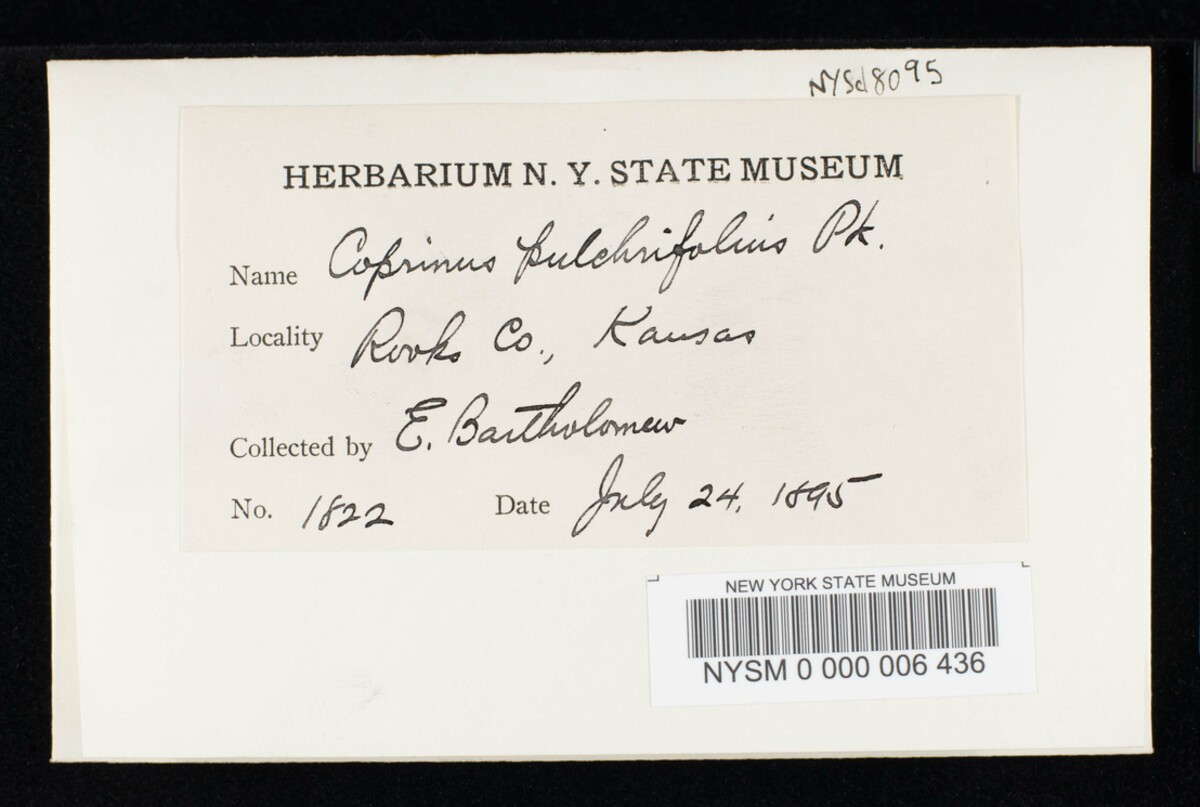 NYSd8095
HERBARIUM N. Y. STATE MUSEUM
Name Coprinus pulchrifolius Pk.
Locality Rooks Co., Kansas
Collected by E. Bartholomew
No. 1822 Date July 24, 1895
NEW YORK STATE MUSEUM
NYSM 0 000 006 436